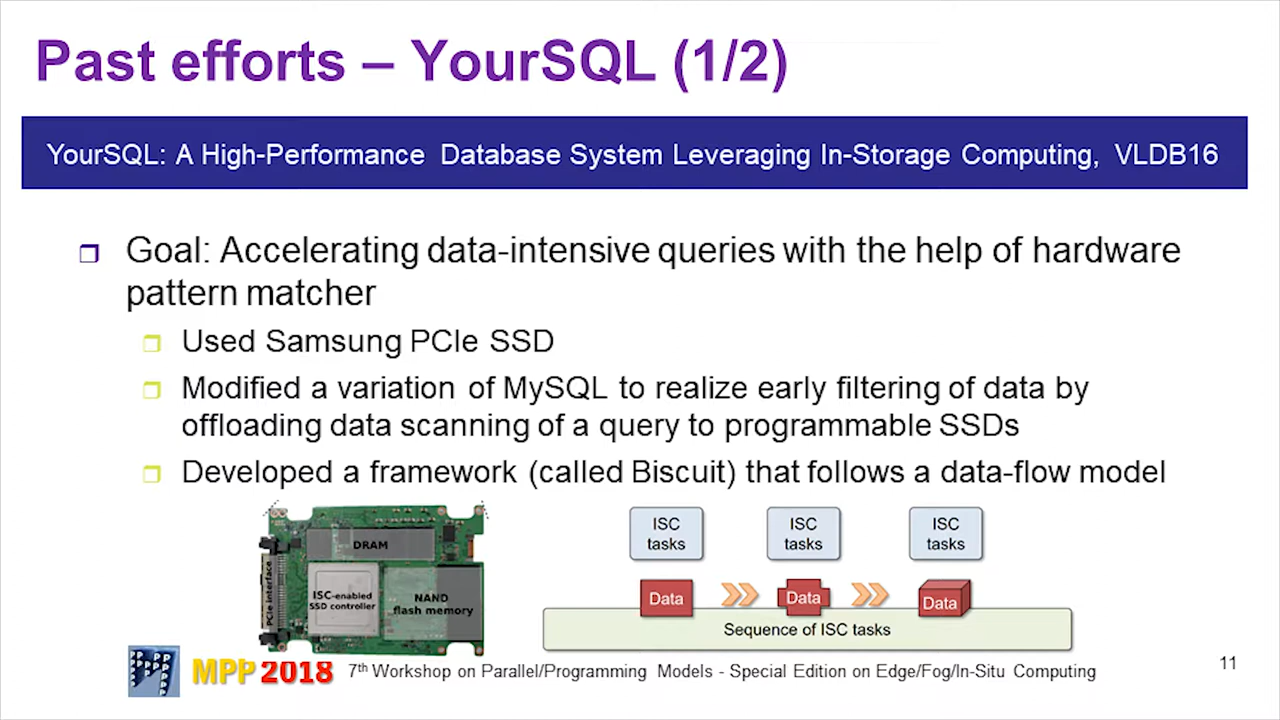 Past efforts – YourSQL (1/2)
YourSQL: A High-Performance Database System Leveraging In-Storage Computing, VLDB16
Goal: Accelerating data-intensive queries with the help of hardware
pattern matcher
Used Samsung PCIe SSD
Modified a variation of MySQL to realize early filtering of data by
offloading data scanning of a query to programmable SSDs
Developed a framework (called Biscuit) that follows a data-flow model
DRAM
PCIe interface
ISC-enabled
SSD controller
NAND
flash memory
ISC
tasks
ISC
tasks
ISC
tasks
Data
Data
Data
Sequence of ISC tasks
MPP 2018
7th Workshop on Parallel/Programming Models - Special Edition on Edge/Fog/In-Situ Computing
11